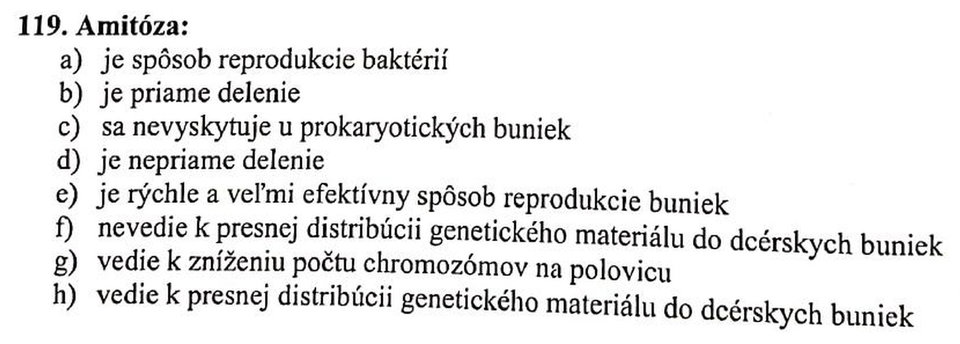 119. Amitóza:
a) je spôsob reprodukcie baktérií
b) je priame delenie
c) sa nevyskytuje u prokaryotických buniek
d) je nepriame delenie
e) je rýchle a veľmi efektívny spôsob reprodukcie buniek
f) nevedie k presnej distribúcii genetického materiálu do dcérskych buniek
g) vedie k zníženiu počtu chromozómov na polovicu
h) vedie k presnej distribúcii genetického materiálu do dcérskych buniek